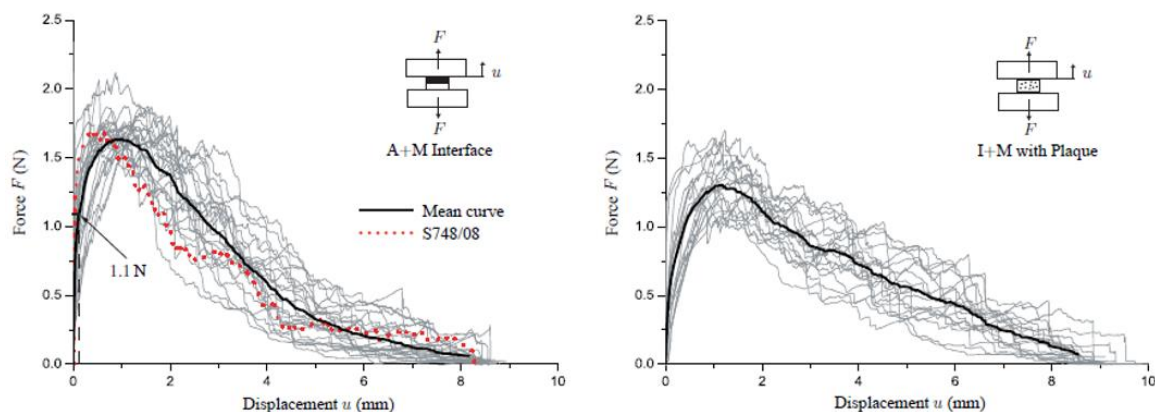 2.5
2.0
1.5
1.0
0.5
0.0
Force F (N)
0 2 4 6 8 10
Displacement u (mm)
F
u
F
A+M Interface
Mean curve
S748/08
1.1 N
2.5
2.0
1.5
1.0
0.5
0.0
Force F (N)
0 2 4 6 8 10
Displacement u (mm)
F
u
F
I+M with Plaque